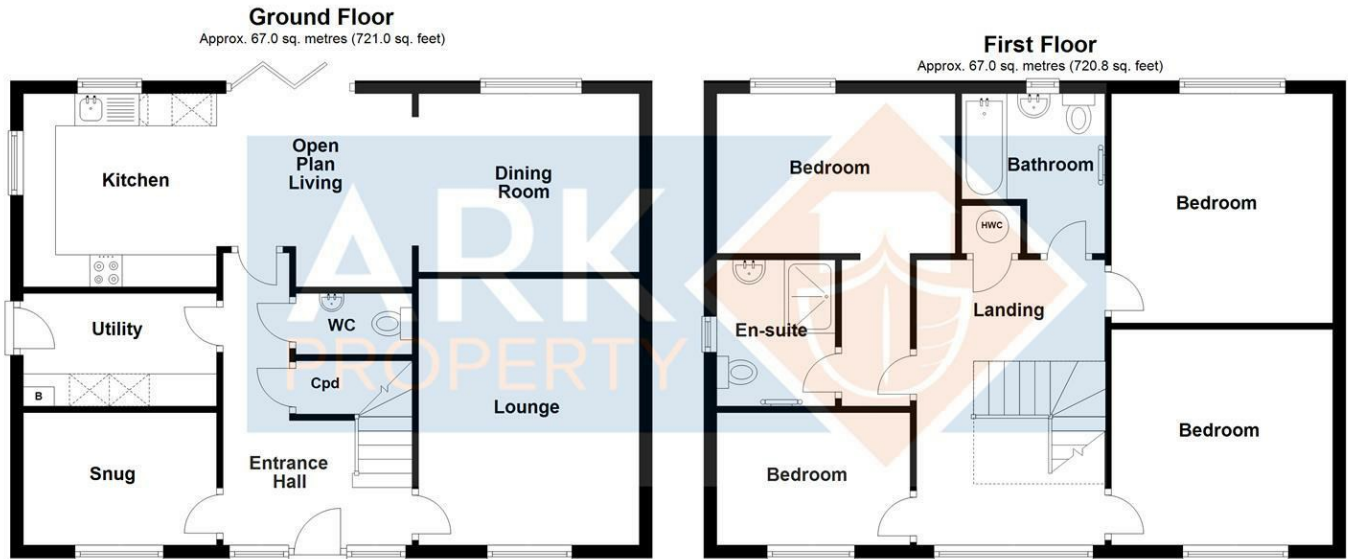 Ground Floor
Approx. 67.0 sq. metres (721.0 sq. feet)
Kitchen
Open
Plan
Living
Dining
Room
Utility
WC
Cpd
B
Snug
Entrance
Hall
Lounge
First Floor
Approx. 67.0 sq. metres (720.8 sq. feet)
Bedroom
Bathroom
Bedroom
HWC
En-suite
Landing
Bedroom
Bedroom
ARK
PROPERTY